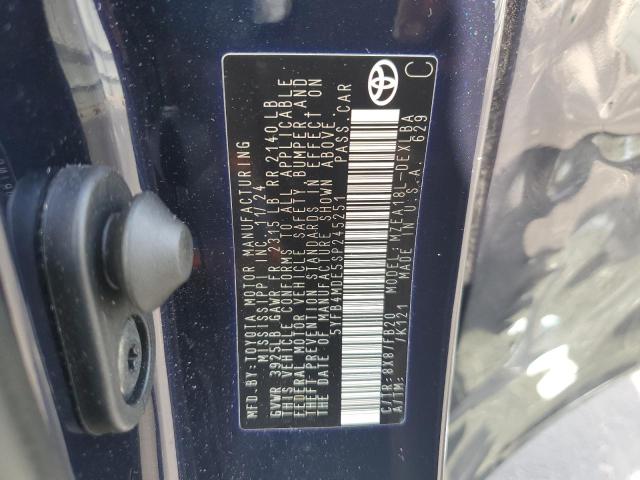 MFD.BY:TOYOTA MOTOR MANUFACTURING
MISSISSIPPI INC. 11/24
GVWR 3925LB GAWR FR 2315 LB RR 2140 LB
THIS VEHICLE CONFORMS TO ALL APPLICABLE
FEDERAL MOTOR VEHICLE SAFETY, BUMPER, AND
THEFT PREVENTION STANDARDS IN EFFECT ON
THE DATE OF MANUFACTURE SHOWN ABOVE.
5YFB4MDE5SP245251 PASS.CAR
C/TR:8X8/FB20 MODEL:MZEA18L-DEXLBA
A/TM: /K121 MADE IN U.S.A. 629
TOYOTA
C